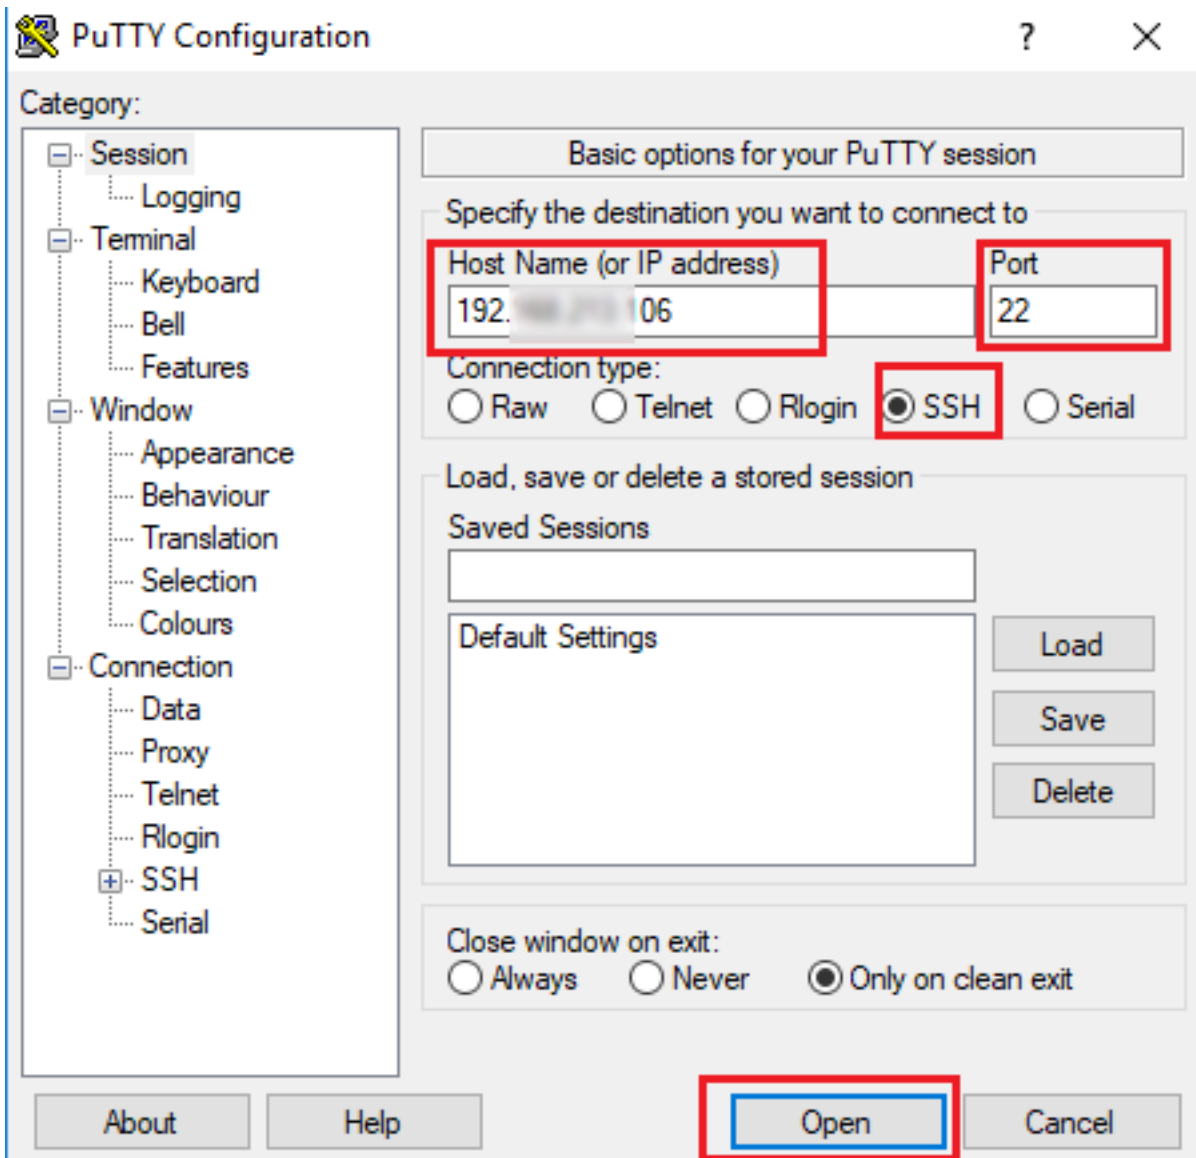 PuTTY Configuration ?
Category:
Session
Logging
Terminal
Keyboard
Bell
Features
Window
Appearance
Behaviour
Translation
Selection
Colours
Connection
Data
Proxy
Telnet
Rlogin
SSH
Serial
Basic options for your PuTTY session
Specify the destination you want to connect to
Host Name (or IP address) Port
192. 06 22
Connection type:
Raw Telnet Rlogin SSH Serial
Load, save or delete a stored session
Saved Sessions
Default Settings
Load
Save
Delete
Close window on exit:
Always Never Only on clean exit
About Help Open Cancel